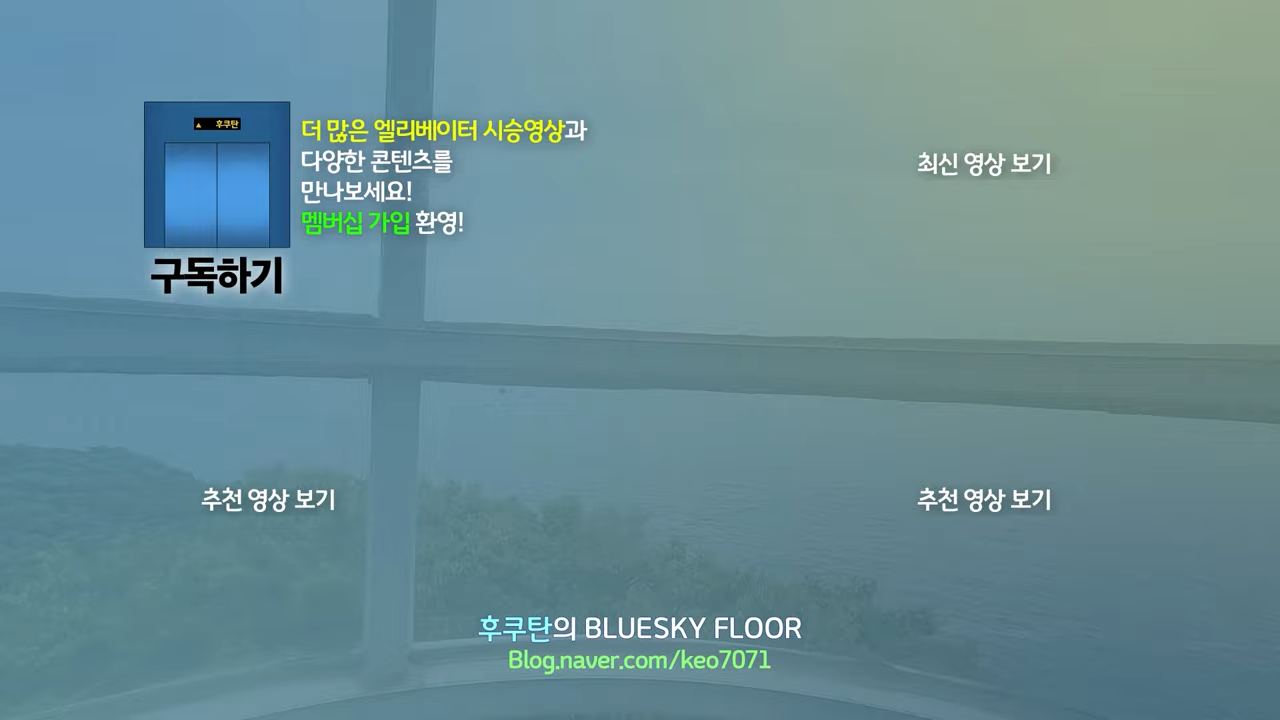 ▲ 후쿠탄
더 많은 엘리베이터 시승영상과
다양한 콘텐츠를
만나보세요!
멤버십 가입 환영!
구독하기
최신 영상 보기
추천 영상 보기
추천 영상 보기
후쿠탄의 BLUESKY FLOOR
Blog.naver.com/keo7071